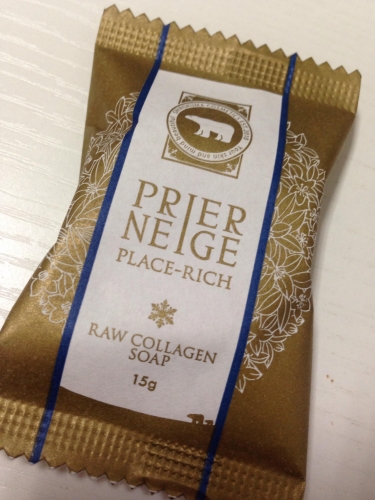 PRIER
NEIGE
PLACE-RICH
RAW COLLAGEN
SOAP
15g